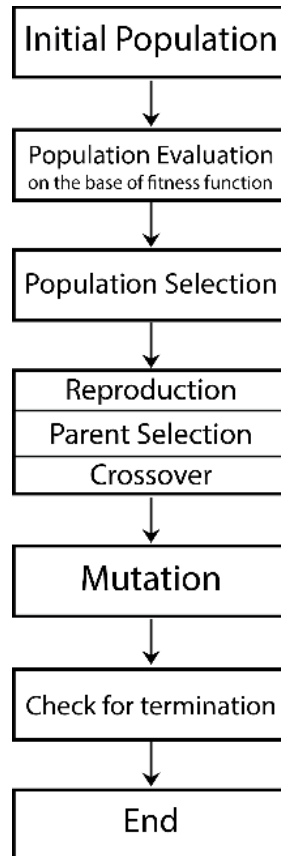 Initial Population
Population Evaluation
on the base of fitness function
Population Selection
Reproduction
Parent Selection
Crossover
Mutation
Check for termination
End